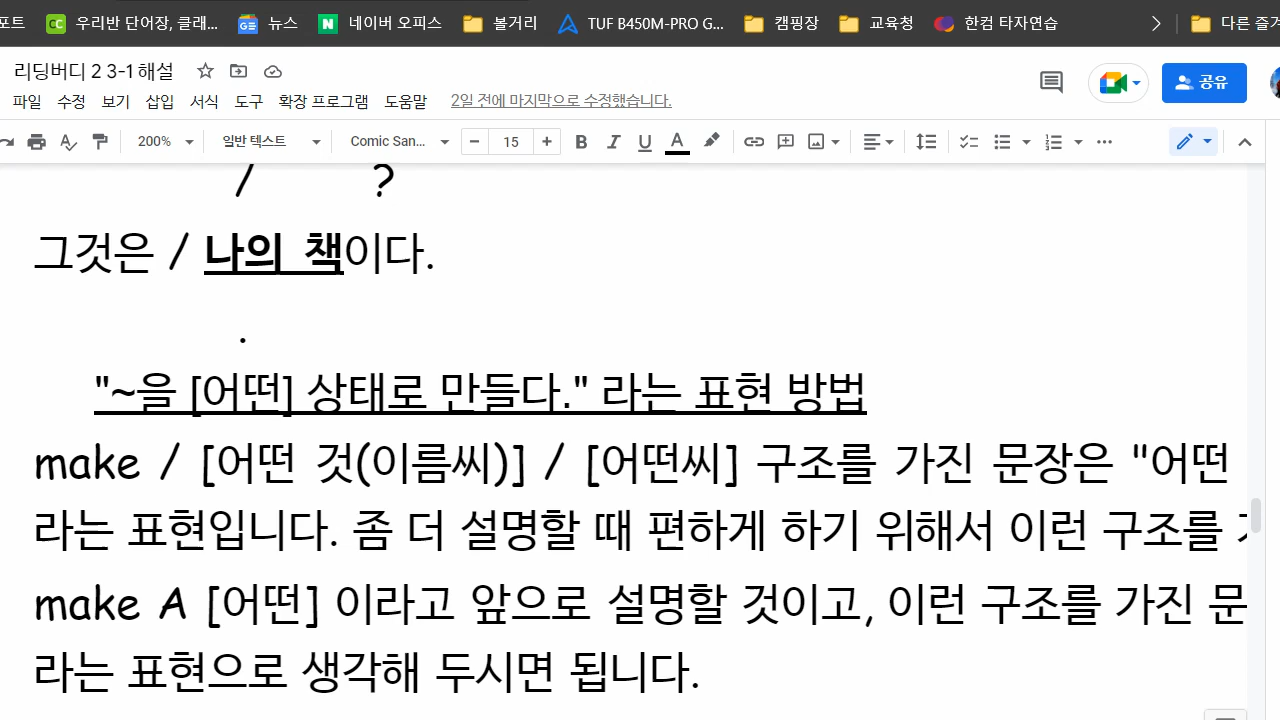 포트 우리반 단어장, 클래... 뉴스 네이버 오피스 볼거리 TUF B450M-PRO G... 캠핑장 교육청 한컴 타자연습 다른 즐겨
리딩버디 2 3-1 해설
공유
파일 수정 보기 삽입 서식 도구 확장 프로그램 도움말 2일 전에 마지막으로 수정했습니다.
200% 일반 텍스트 Comic San... 15 B I U A
/ ?
그것은 / 나의 책이다.
.
"~을 [어떤] 상태로 만들다." 라는 표현 방법
make / [어떤 것(이름씨)] / [어떤씨] 구조를 가진 문장은 "어떤
라는 표현입니다. 좀 더 설명할 때 편하게 하기 위해서 이런 구조를
make A [어떤] 이라고 앞으로 설명할 것이고, 이런 구조를 가진 문
라는 표현으로 생각해 두시면 됩니다.